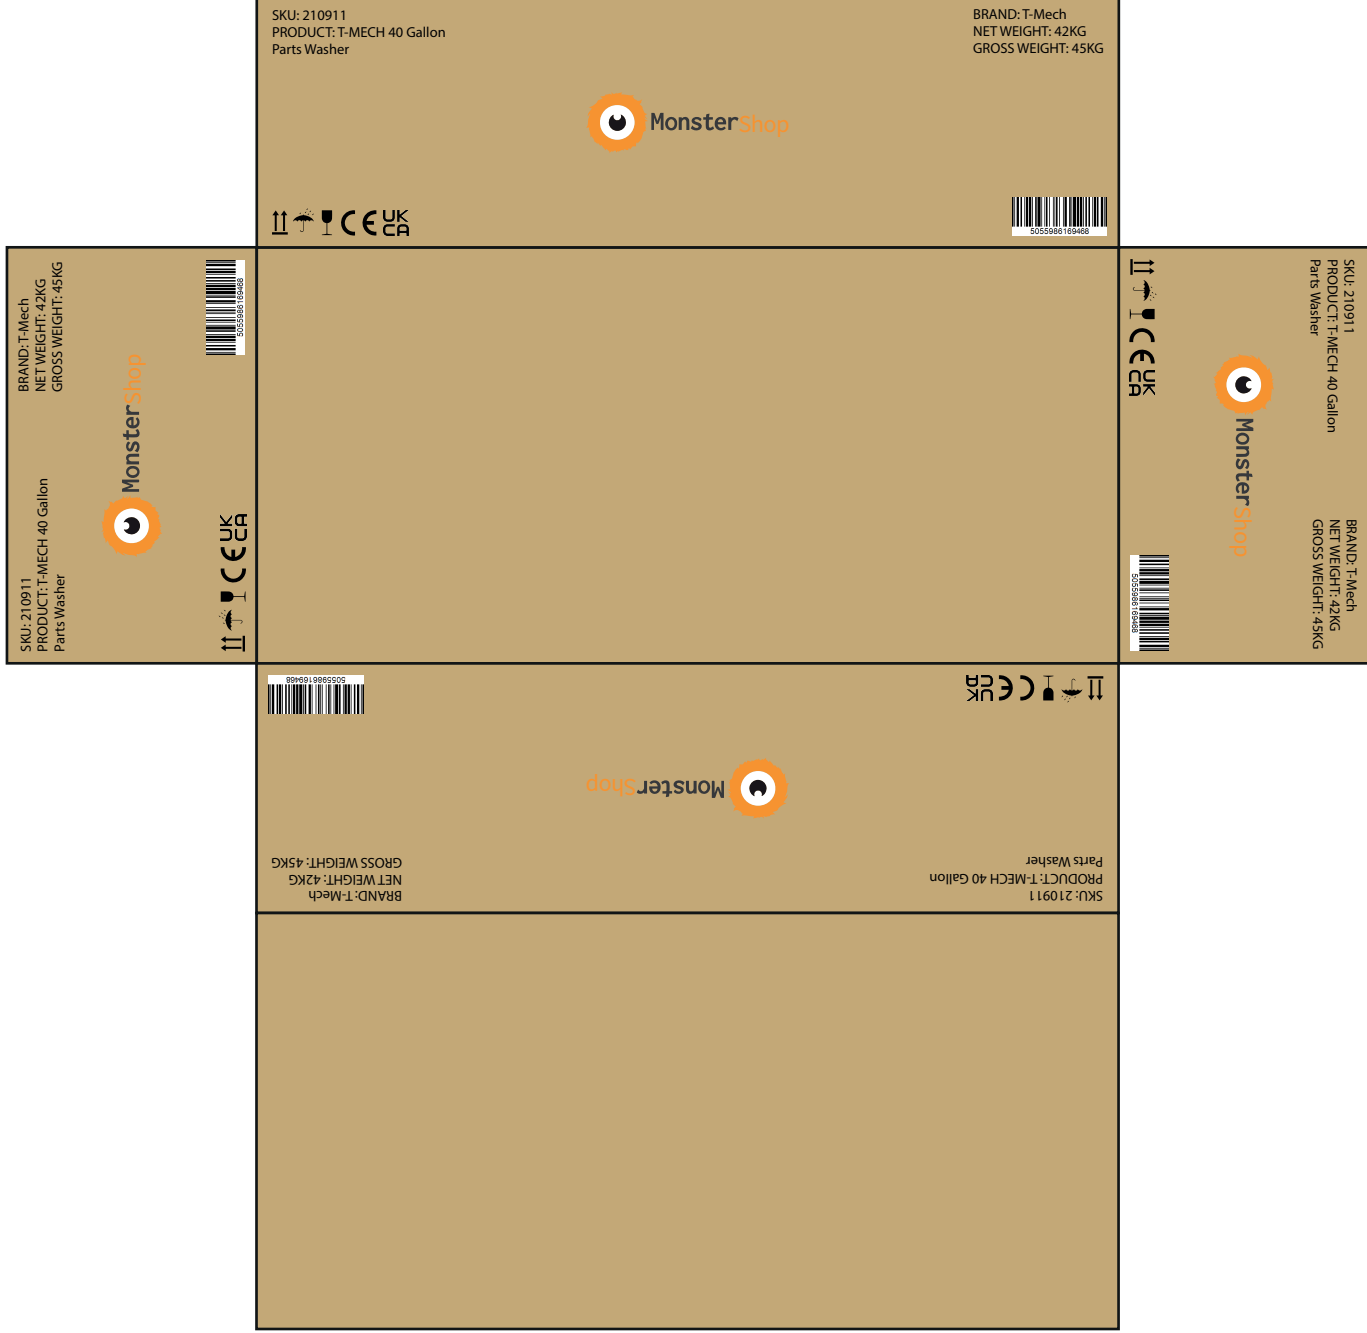 SKU: 210911
PRODUCT: T-MECH 40 Gallon
Parts Washer
BRAND: T-Mech
NET WEIGHT: 42KG
GROSS WEIGHT: 45KG
MonsterShop
CE UK
CA
5055986169468
BRAND: T-Mech
NET WEIGHT: 42KG
GROSS WEIGHT: 45KG
5055986169468
MonsterShop
SKU: 210911
PRODUCT: T-MECH 40 Gallon
Parts Washer
CE UK
CA
SKU: 210911
PRODUCT: T-MECH 40 Gallon
Parts Washer
CE UK
CA
MonsterShop
BRAND: T-Mech
NET WEIGHT: 42KG
GROSS WEIGHT: 45KG
5055986169468
5055986169468
CE UK
CA
MonsterShop
SKU: 210911
PRODUCT: T-MECH 40 Gallon
Parts Washer
BRAND: T-Mech
NET WEIGHT: 42KG
GROSS WEIGHT: 45KG